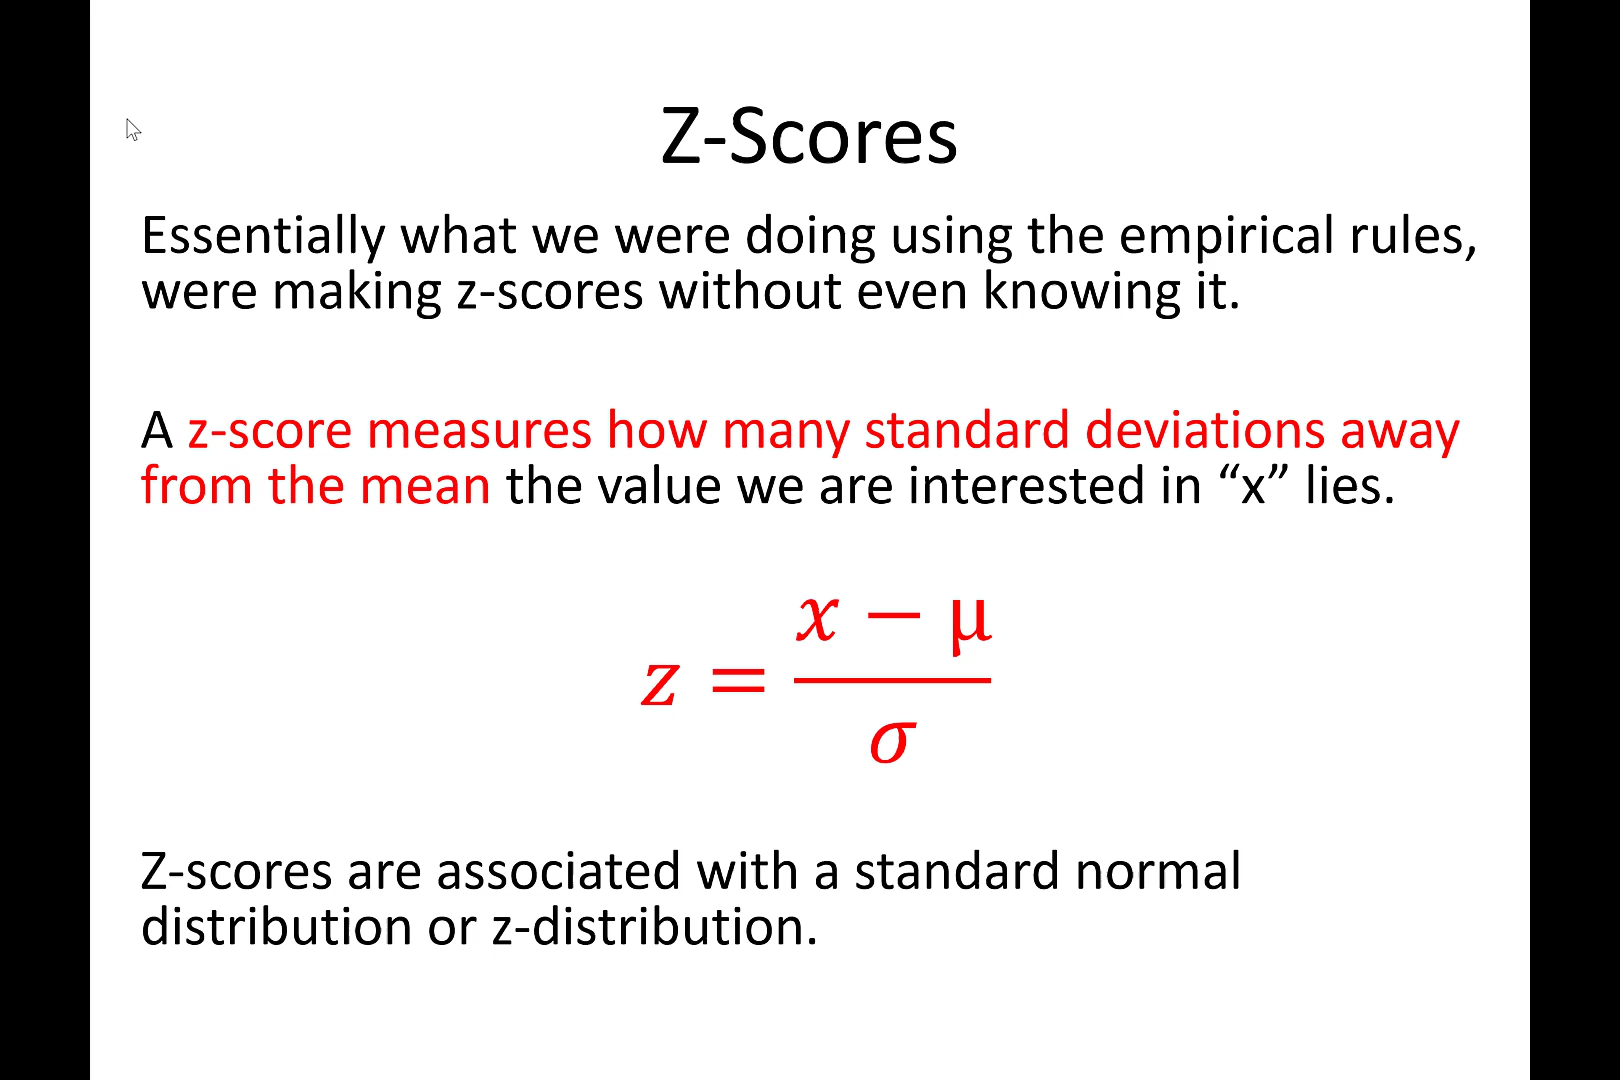 Z-Scores
Essentially what we were doing using the empirical rules,
were making z-scores without even knowing it.
A z-score measures how many standard deviations away
from the mean the value we are interested in “x” lies.
z = (x − μ) / σ
Z-scores are associated with a standard normal
distribution or z-distribution.